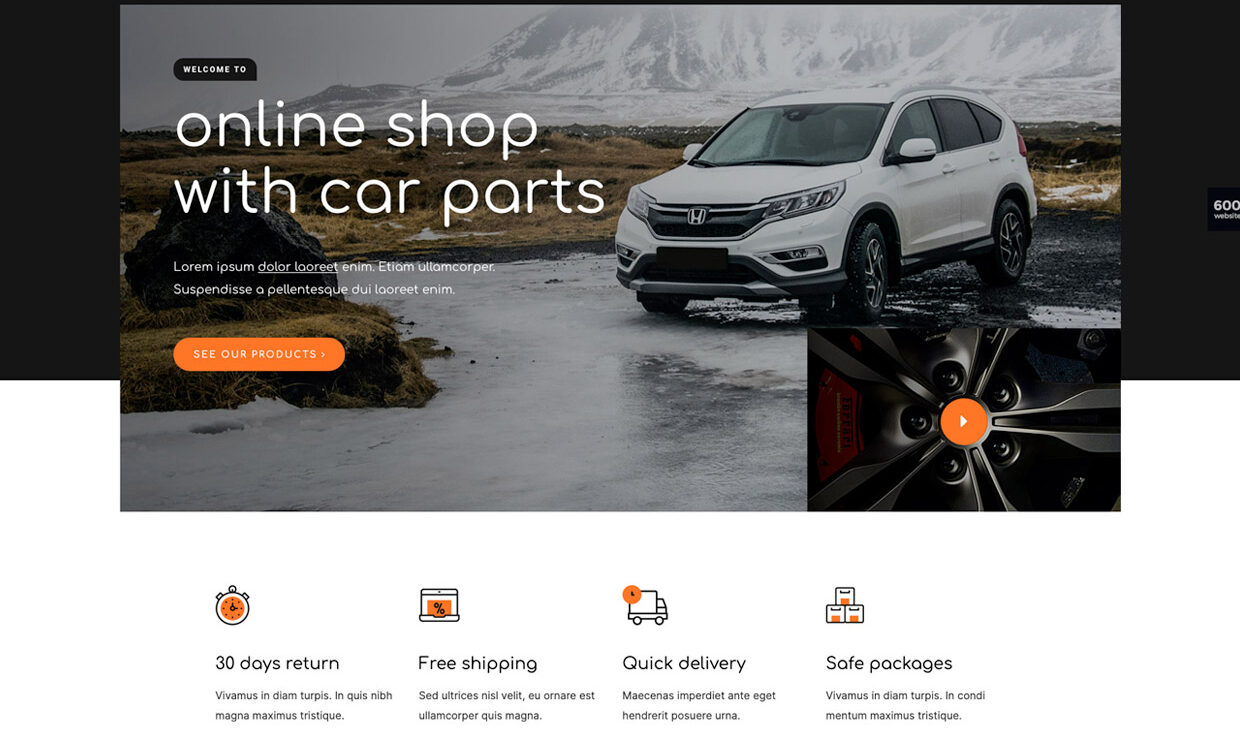 WELCOME TO
online shop
with car parts
Lorem ipsum dolor laoreet enim. Etiam ullamcorper.
Suspendisse a pellentesque dui laoreet enim.
SEE OUR PRODUCTS ›
600
website
%
30 days return
Vivamus in diam turpis. In quis nibh
magna maximus tristique.
Free shipping
Sed ultrices nisl velit, eu ornare est
ullamcorper quis magna.
Quick delivery
Maecenas imperdiet ante eget
hendrerit posuere urna.
Safe packages
Vivamus in diam turpis. In condi
mentum maximus tristique.